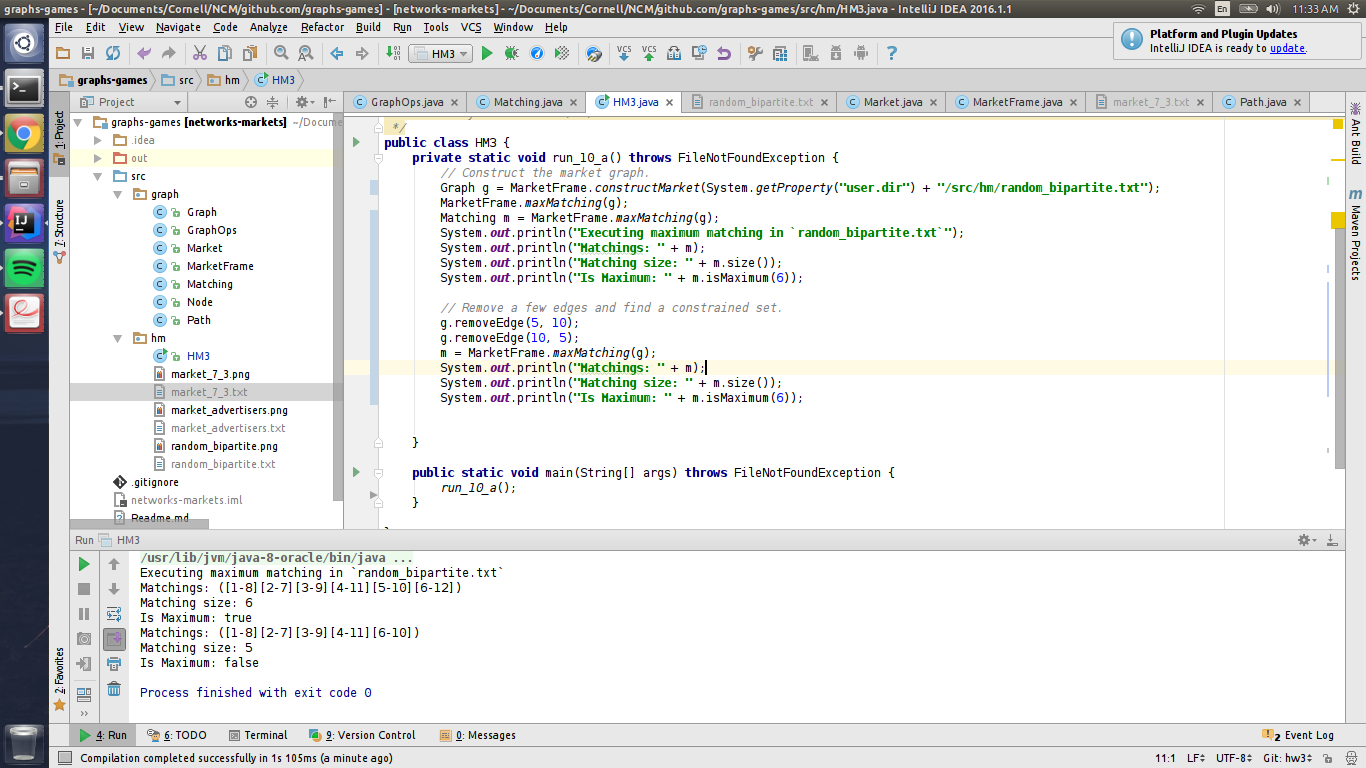 graphs-games - [~/Documents/Cornell/NCM/github.com/graphs-games] - [networks-markets] - ~/Documents/Cornell/NCM/github.com/graphs-games/src/hm/HM3.java - IntelliJ IDEA 2016.1.1
En
11:33 AM
File Edit View Navigate Code Analyze Refactor Build Run Tools VCS Window Help
Platform and Plugin Updates
IntelliJ IDEA is ready to update.
HM3
VCS VCS
graphs-games src hm HM3
Project
GraphOps.java Matching.java HM3.java random_bipartite.txt Market.java MarketFrame.java market_7_3.txt Path.java
1: Project
7: Structure
2: Favorites
Ant Build
Maven Projects
graphs-games [networks-markets] ~/Docume
.idea
out
src
graph
Graph
GraphOps
Market
MarketFrame
Matching
Node
Path
hm
HM3
market_7_3.png
market_7_3.txt
market_advertisers.png
market_advertisers.txt
random_bipartite.png
random_bipartite.txt
.gitignore
networks-markets.iml
Readme.md
*/
public class HM3 {
private static void run_10_a() throws FileNotFoundException {
// Construct the market graph.
Graph g = MarketFrame.constructMarket(System.getProperty("user.dir") + "/src/hm/random_bipartite.txt");
MarketFrame.maxMatching(g);
Matching m = MarketFrame.maxMatching(g);
System.out.println("Executing maximum matching in `random_bipartite.txt`");
System.out.println("Matchings: " + m);
System.out.println("Matching size: " + m.size());
System.out.println("Is Maximum: " + m.isMaximum(6));
// Remove a few edges and find a constrained set.
g.removeEdge(5, 10);
g.removeEdge(10, 5);
m = MarketFrame.maxMatching(g);
System.out.println("Matchings: " + m);
System.out.println("Matching size: " + m.size());
System.out.println("Is Maximum: " + m.isMaximum(6));
}
public static void main(String[] args) throws FileNotFoundException {
run_10_a();
}
Run HM3
/usr/lib/jvm/java-8-oracle/bin/java ...
Executing maximum matching in `random_bipartite.txt`
Matchings: ([1-8][2-7][3-9][4-11][5-10][6-12])
Matching size: 6
Is Maximum: true
Matchings: ([1-8][2-7][3-9][4-11][6-10])
Matching size: 5
Is Maximum: false
Process finished with exit code 0
4: Run 6: TODO Terminal 9: Version Control 0: Messages 2 Event Log
Compilation completed successfully in 1s 105ms (a minute ago) 11:1 LF UTF-8 Git: hw3